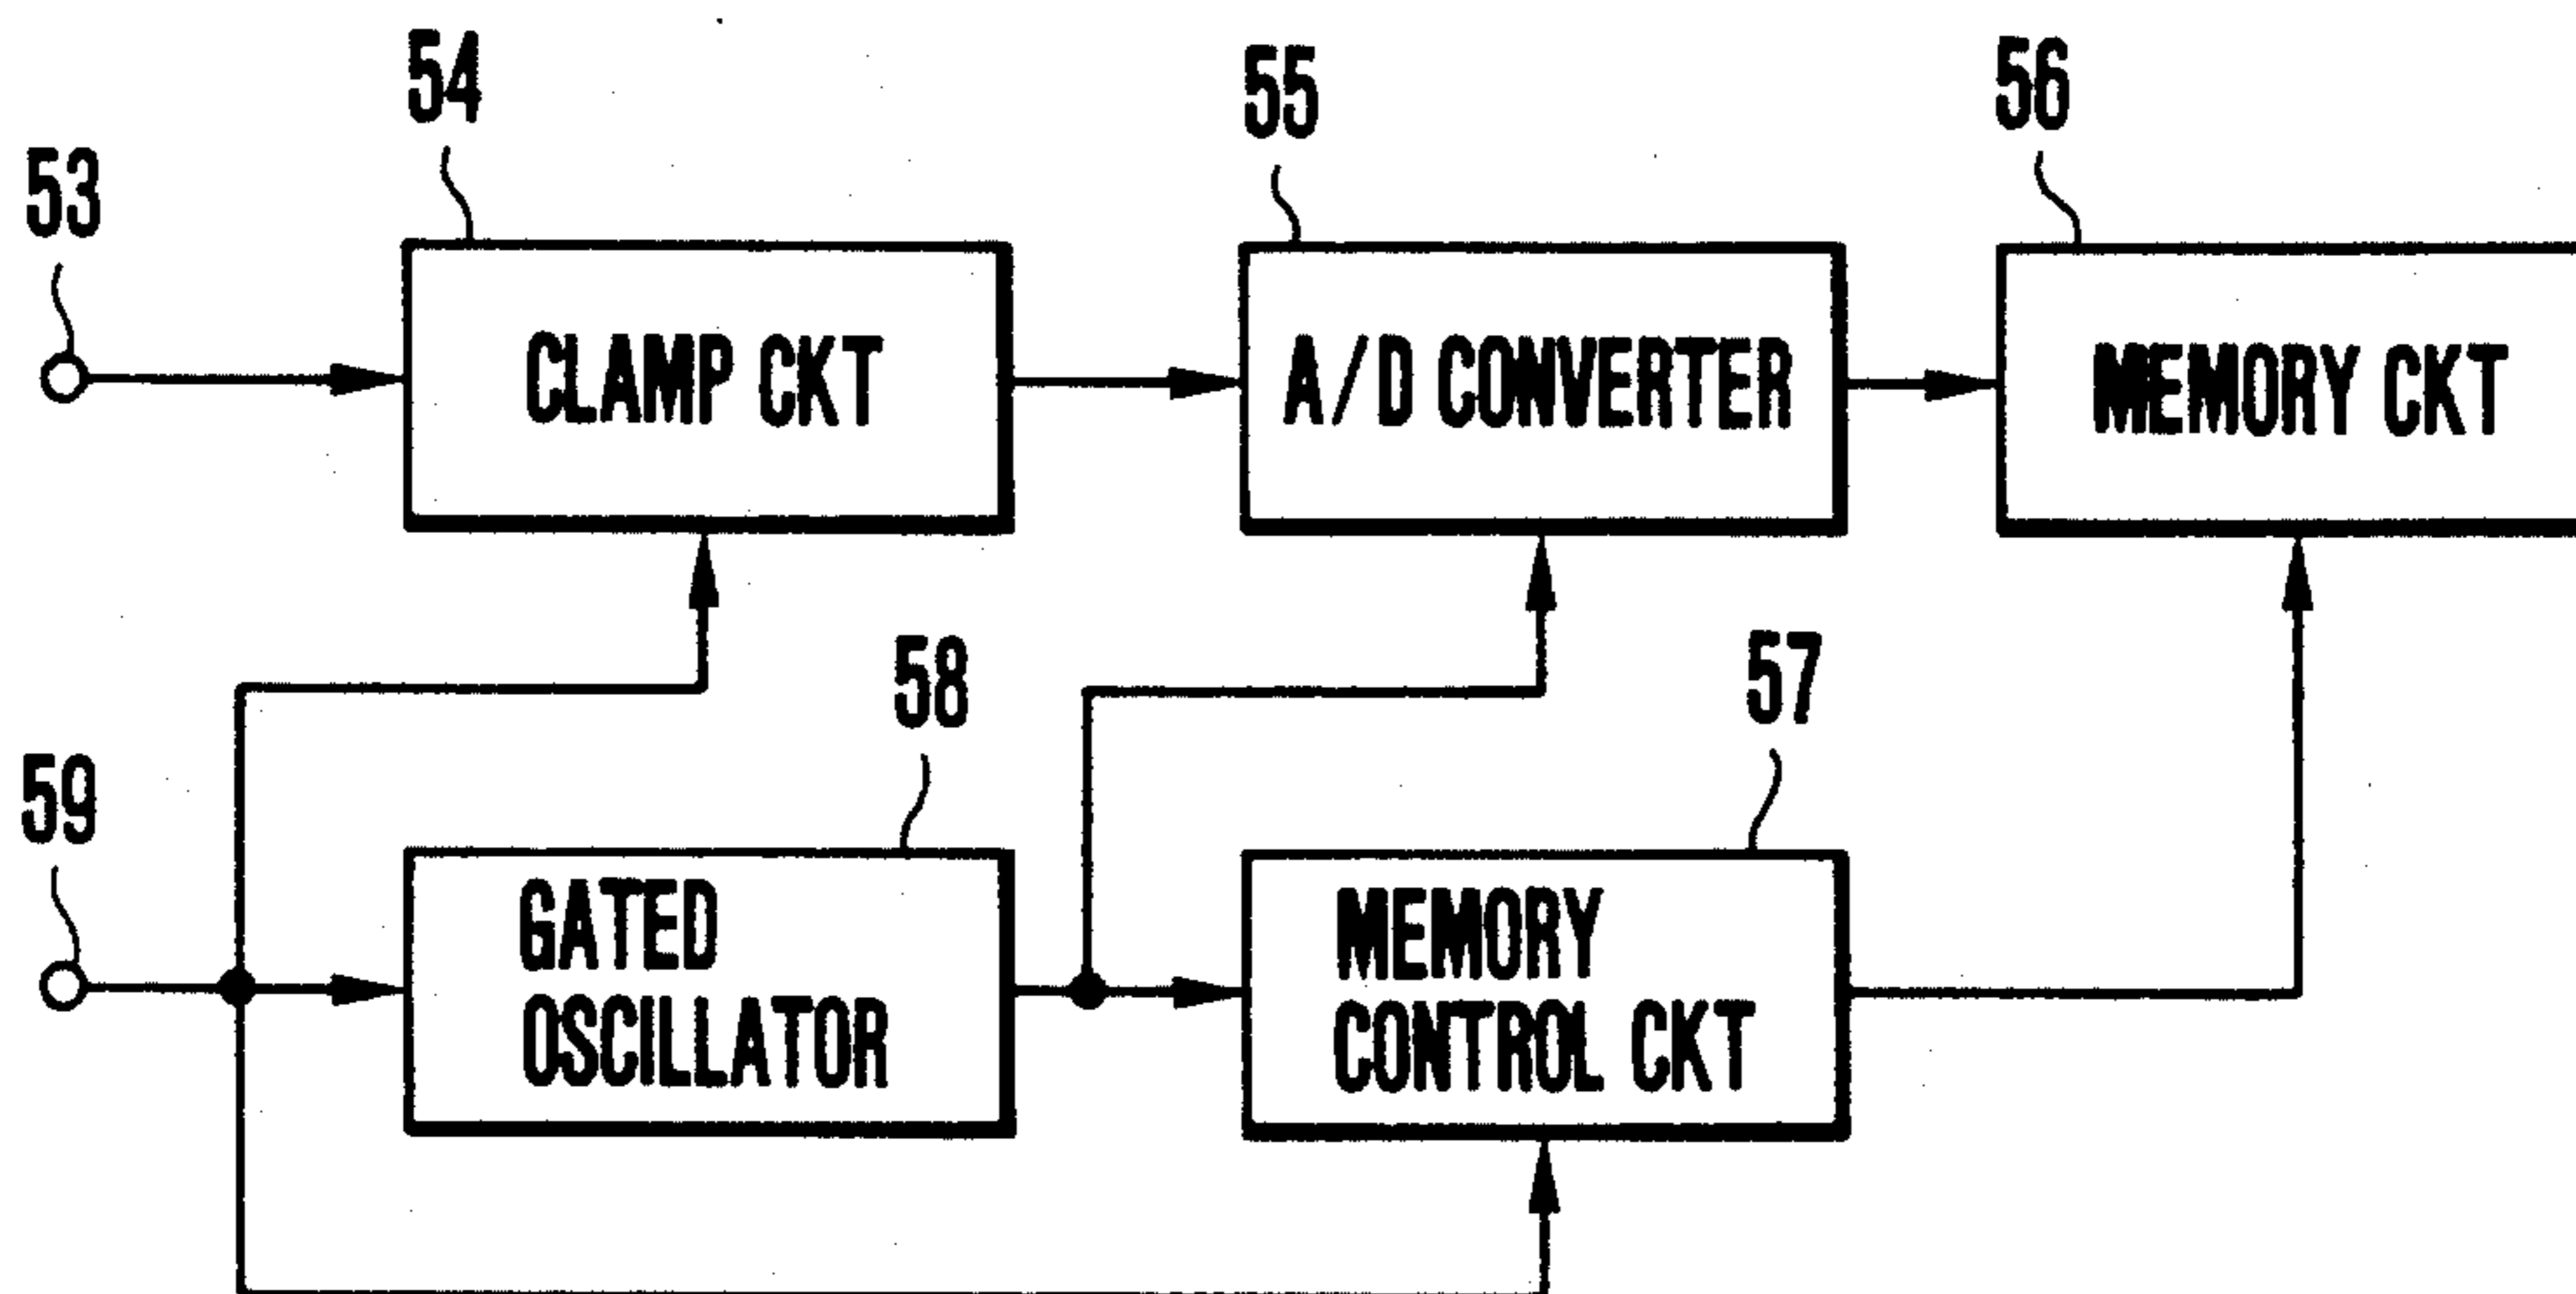 53
54
55
56
CLAMP CKT
A/D CONVERTER
MEMORY CKT
59
58
57
GATED
OSCILLATOR
MEMORY
CONTROL CKT